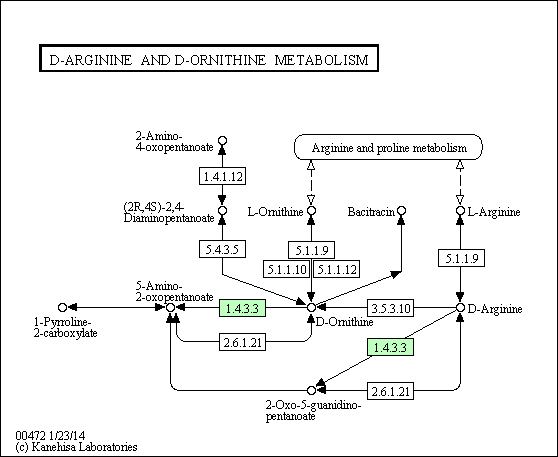 D-ARGININE AND D-ORNITHINE METABOLISM
2-Amino-
4-oxopentanoate
Arginine and proline metabolism
1.4.1.12
(2R,4S)-2,4-
Diaminopentanoate
L-Ornithine
Bacitracin
L-Arginine
5.4.3.5
5.1.1.9
5.1.1.10
5.1.1.12
5.1.1.9
5-Amino-
2-oxopentanoate
1.4.3.3
3.5.3.10
D-Ornithine
D-Arginine
1-Pyrroline-
2-carboxylate
2.6.1.21
1.4.3.3
2.6.1.21
2-Oxo-5-guanidino-
pentanoate
00472 1/23/14
(c) Kanehisa Laboratories